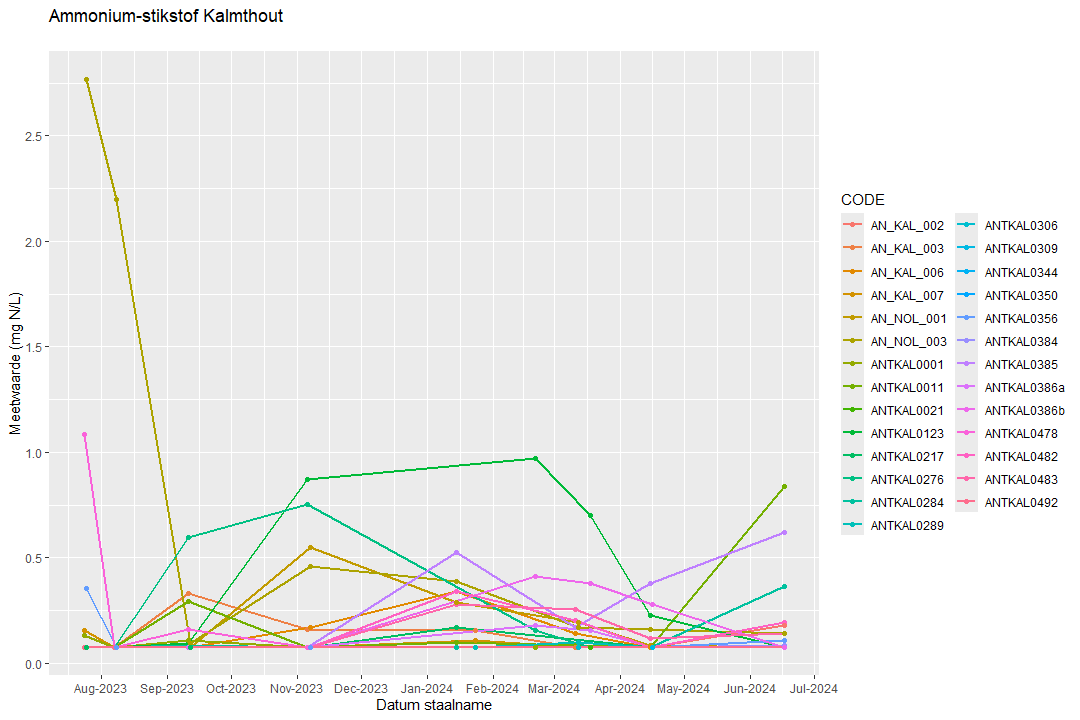 Ammonium-stikstof Kalmthout
Meetwaarde (mg N/L)
2.5
2.0
1.5
1.0
0.5
0.0
Aug-2023 Sep-2023 Oct-2023 Nov-2023 Dec-2023 Jan-2024 Feb-2024 Mar-2024 Apr-2024 May-2024 Jun-2024 Jul-2024
Datum staalname
CODE
AN_KAL_002 ANTKAL0306
AN_KAL_003 ANTKAL0309
AN_KAL_006 ANTKAL0344
AN_KAL_007 ANTKAL0350
AN_NOL_001 ANTKAL0356
AN_NOL_003 ANTKAL0384
ANTKAL0001 ANTKAL0385
ANTKAL0011 ANTKAL0386a
ANTKAL0021 ANTKAL0386b
ANTKAL0123 ANTKAL0478
ANTKAL0217 ANTKAL0482
ANTKAL0276 ANTKAL0483
ANTKAL0284 ANTKAL0492
ANTKAL0289